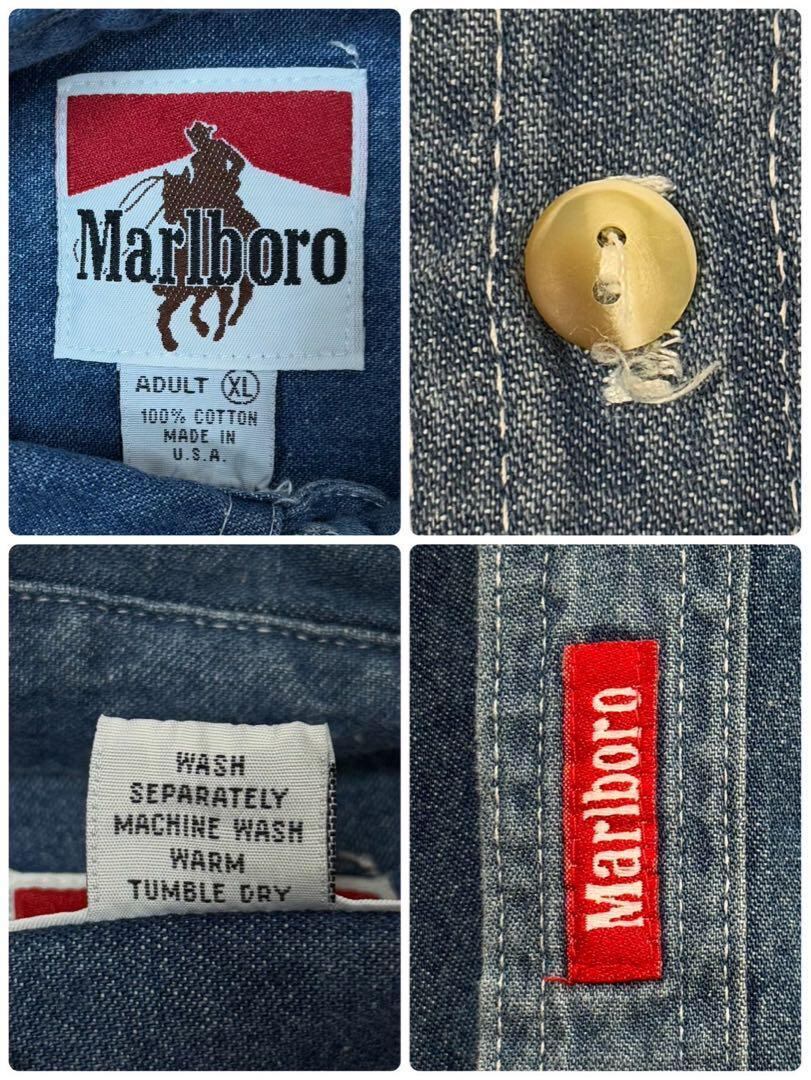 Marlboro
ADULT XL
100% COTTON
MADE IN
U.S.A.
WASH
SEPARATELY
MACHINE WASH
WARM
TUMBLE DRY
Marlboro